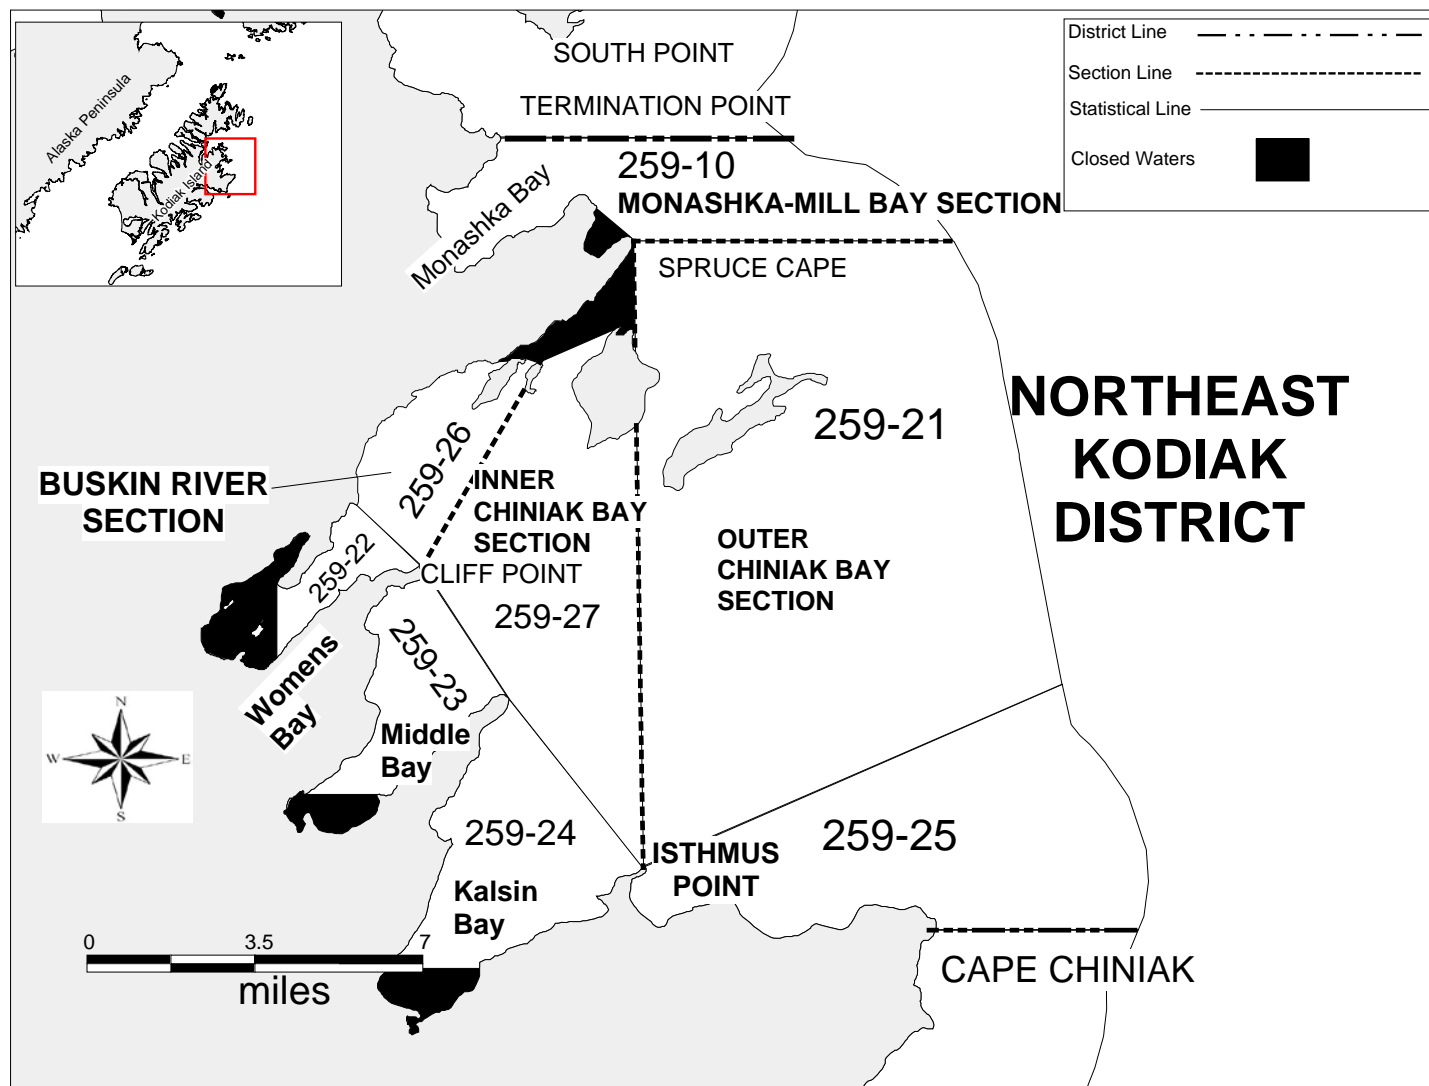 Alaska Peninsula
Kodiak Island
SOUTH POINT
TERMINATION POINT
259-10
MONASHKA-MILL BAY SECTION
Monashka Bay
SPRUCE CAPE
District Line
Section Line
Statistical Line
Closed Waters
NORTHEAST
KODIAK
DISTRICT
259-21
259-26
BUSKIN RIVER
SECTION
INNER
CHINIAK BAY
SECTION
OUTER
CHINIAK BAY
SECTION
259-22
CLIFF POINT
259-27
259-23
Womens
Bay
Middle
Bay
N
W
E
S
259-24
259-25
ISTHMUS
POINT
Kalsin
Bay
0 3.5 7
miles
CAPE CHINIAK